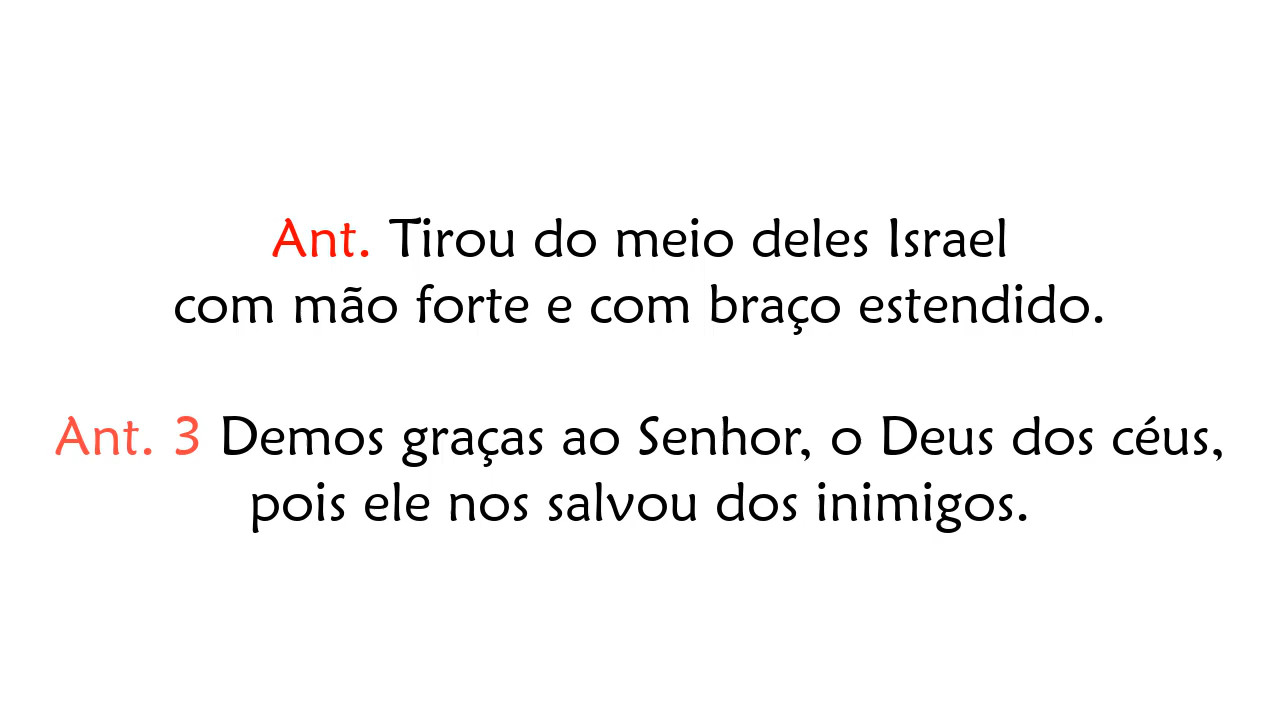 Ant. Tirou do meio deles Israel
com mão forte e com braço estendido.
Ant. 3 Demos graças ao Senhor, o Deus dos céus,
pois ele nos salvou dos inimigos.